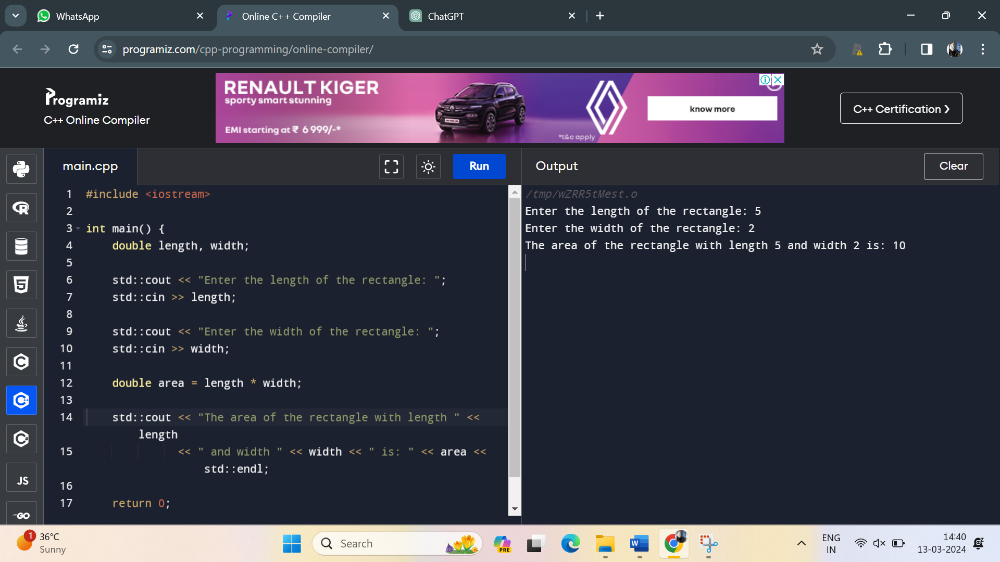 WhatsApp
Online C++ Compiler
ChatGPT
programiz.com/cpp-programming/online-compiler/
Programiz
C++ Online Compiler
RENAULT KIGER
sporty smart stunning
EMI starting at ₹ 6 999/-*
*t&c apply
know more
C++ Certification ❯
main.cpp
Run
Output
Clear
1 #include <iostream>
2
3 int main() {
4 double length, width;
5
6 std::cout << "Enter the length of the rectangle: ";
7 std::cin >> length;
8
9 std::cout << "Enter the width of the rectangle: ";
10 std::cin >> width;
11
12 double area = length * width;
13
14 std::cout << "The area of the rectangle with length " <<
length
15 << " and width " << width << " is: " << area <<
std::endl;
16
17 return 0;
/tmp/wZRR5tMest.o
Enter the length of the rectangle: 5
Enter the width of the rectangle: 2
The area of the rectangle with length 5 and width 2 is: 10
JS
GO
1
36°C
Sunny
Search
PRE
W
ENG
IN
14:40
13-03-2024